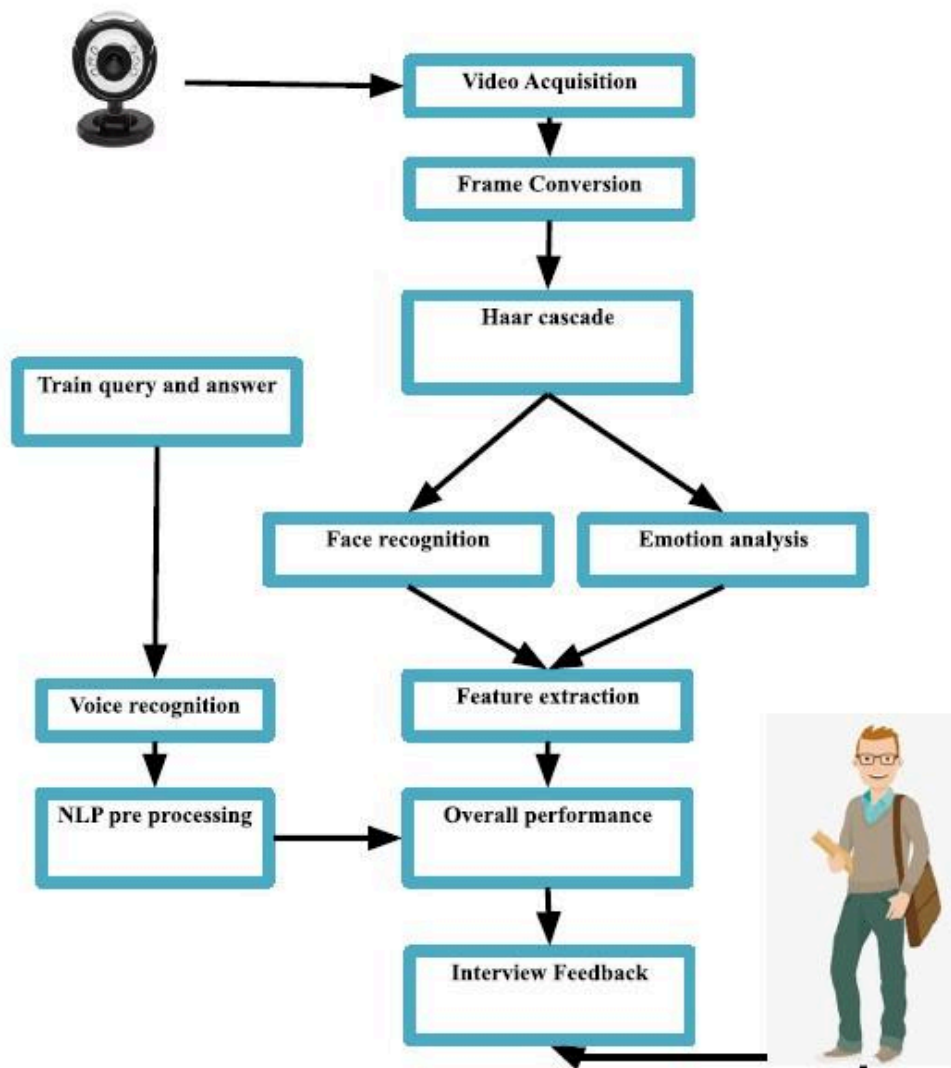 Video Acquisition
Frame Conversion
Haar cascade
Train query and answer
Face recognition
Emotion analysis
Voice recognition
Feature extraction
NLP pre processing
Overall performance
Interview Feedback